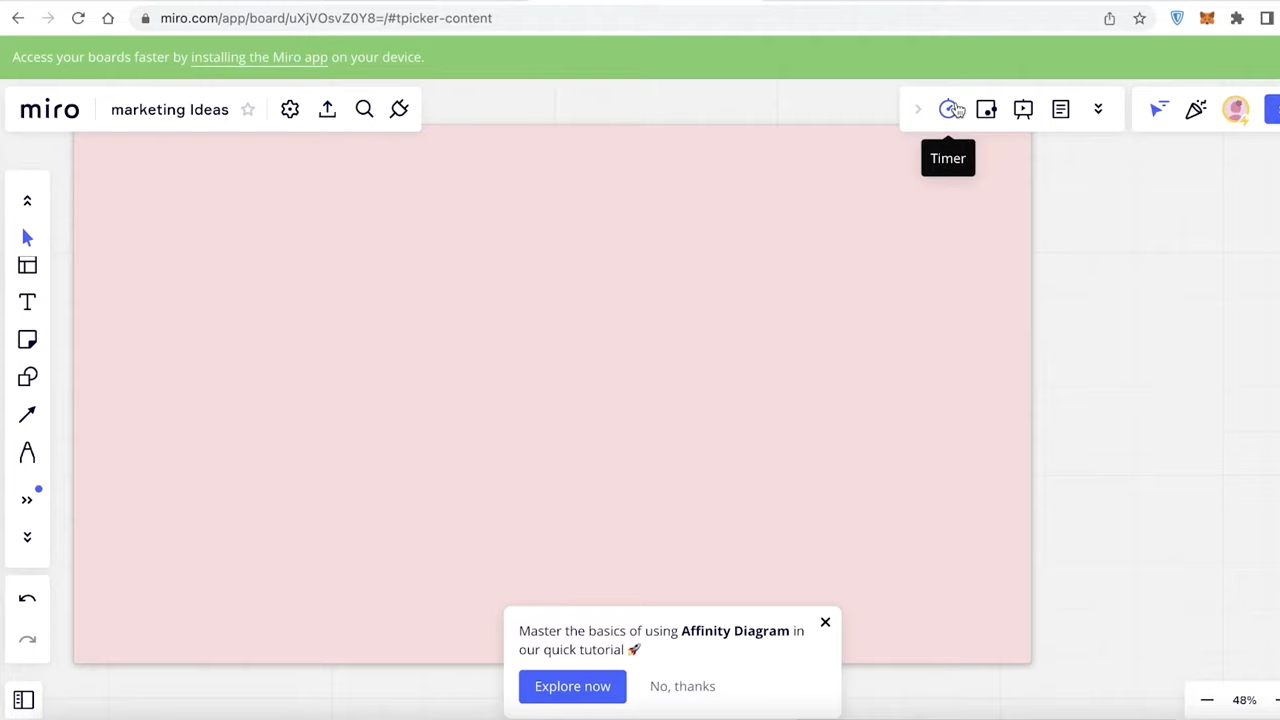 miro.com/app/board/uXjVOsvZ0Y8=/#tpicker-content
Access your boards faster by installing the Miro app on your device.
miro
marketing Ideas
Timer
Master the basics of using Affinity Diagram in
our quick tutorial 🚀
Explore now
No, thanks
48%